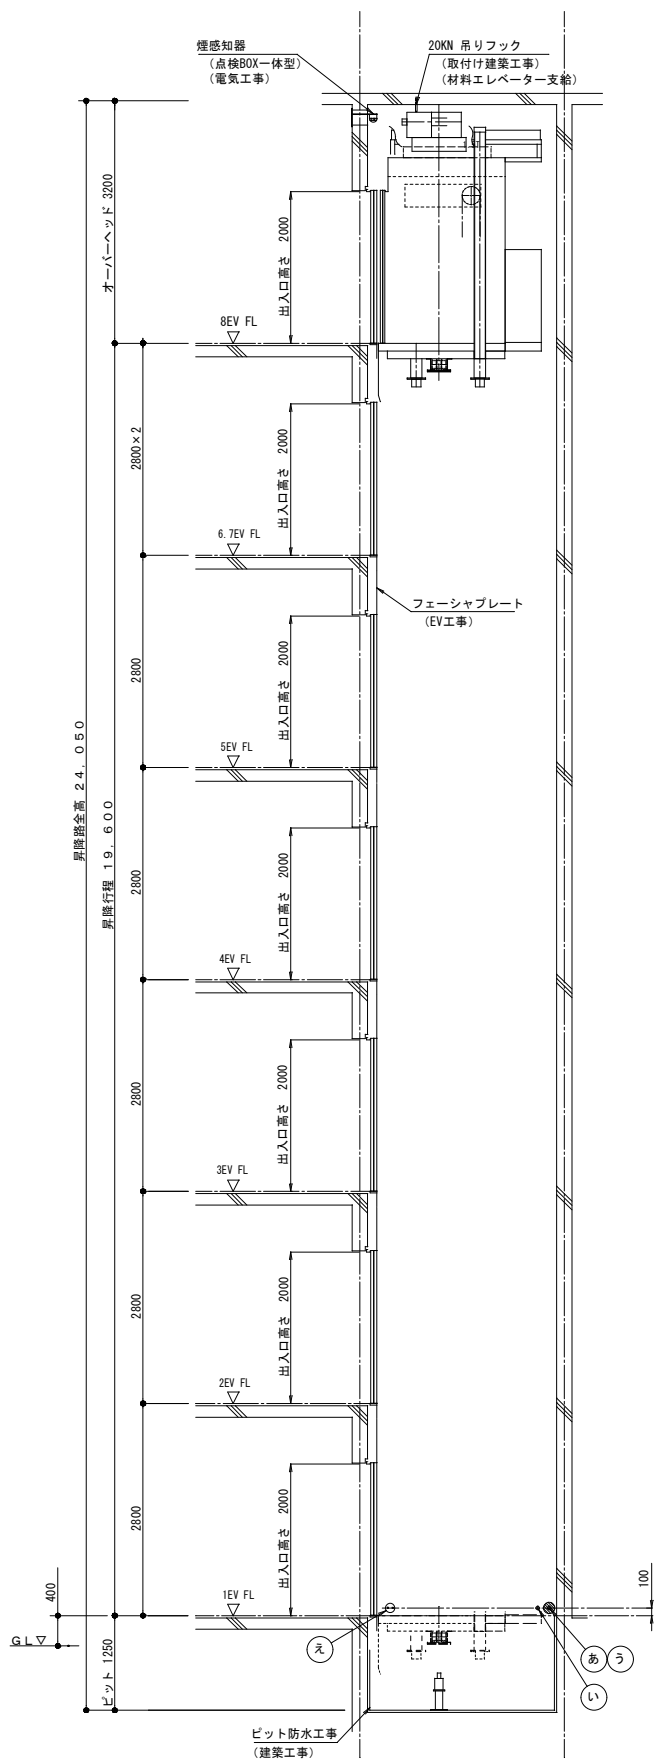 煙感知器
(点検BOX一体型)
(電気工事)
20KN 吊りフック
(取付け建築工事)
(材料エレベーター支給)
オーバーヘッド 3200
出入口高さ 2000
8EV FL
2800×2
出入口高さ 2000
6.7EV FL
フェーシャプレート
(EV工事)
2800
出入口高さ 2000
5EV FL
昇降路全高 24,050
昇降行程 19,600
2800
出入口高さ 2000
4EV FL
2800
出入口高さ 2000
3EV FL
2800
出入口高さ 2000
2EV FL
2800
出入口高さ 2000
400
1EV FL
100
GL▽
ピット 1250
え
あ う
い
ピット防水工事
(建築工事)